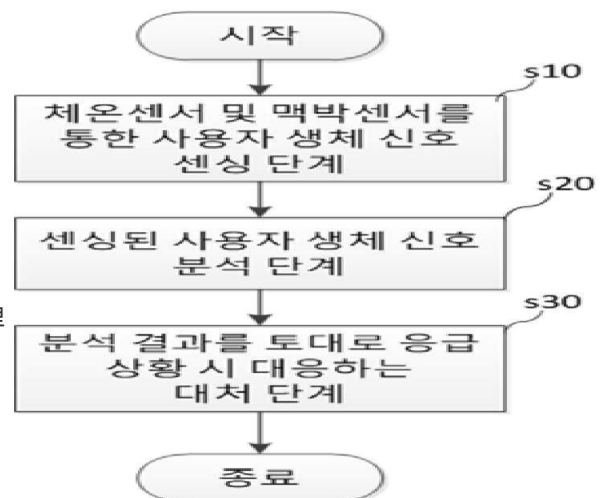 시작
s10
체온센서 및 맥박센서를
통한 사용자 생체 신호
센싱 단계
s20
센싱된 사용자 생체 신호
분석 단계
s30
분석 결과를 토대로 응급
상황 시 대응하는
대처 단계
종료